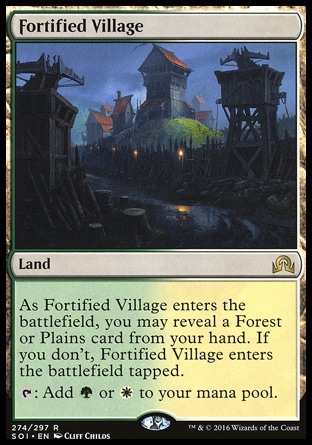 Fortified Village
Land
As Fortified Village enters the
battlefield, you may reveal a Forest
or Plains card from your hand. If
you don't, Fortified Village enters
the battlefield tapped.
: Add or to your mana pool.
274/297 R
SOI • EN Cliff Childs
™ & © 2016 Wizards of the Coast